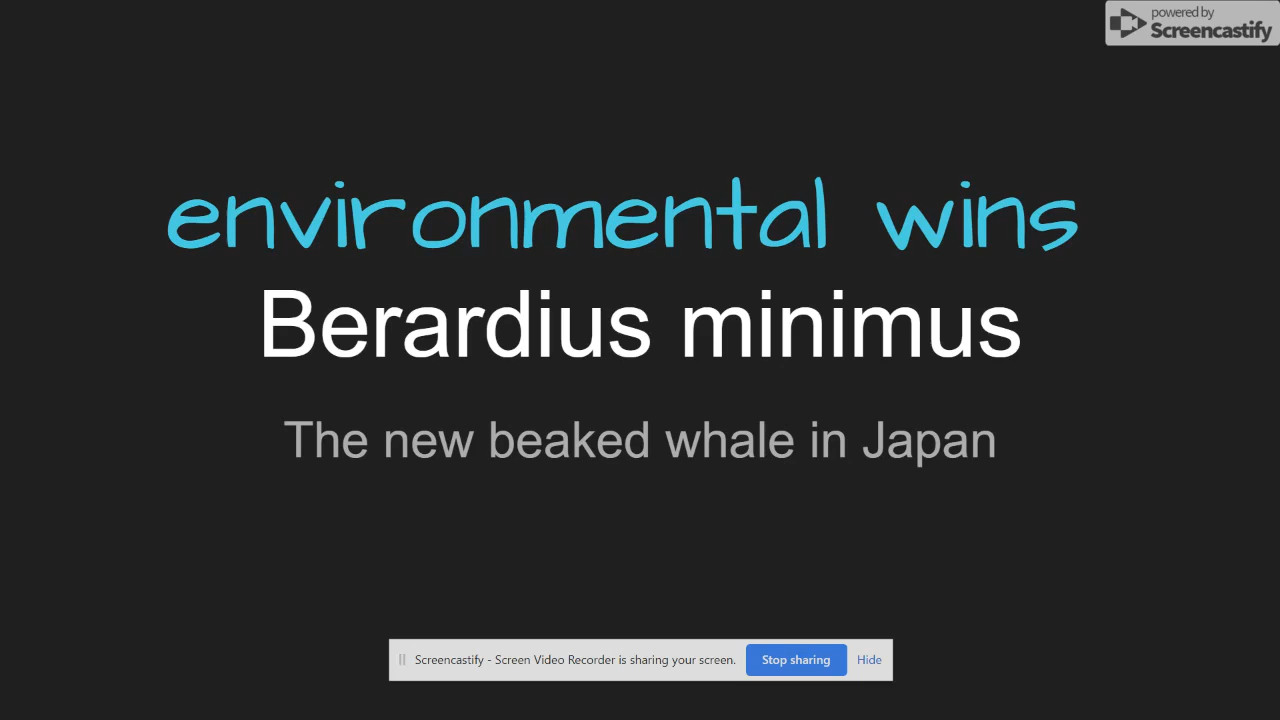 powered by
Screencastify
environmental wins
Berardius minimus
The new beaked whale in Japan
Screencastify - Screen Video Recorder is sharing your screen. Stop sharing Hide